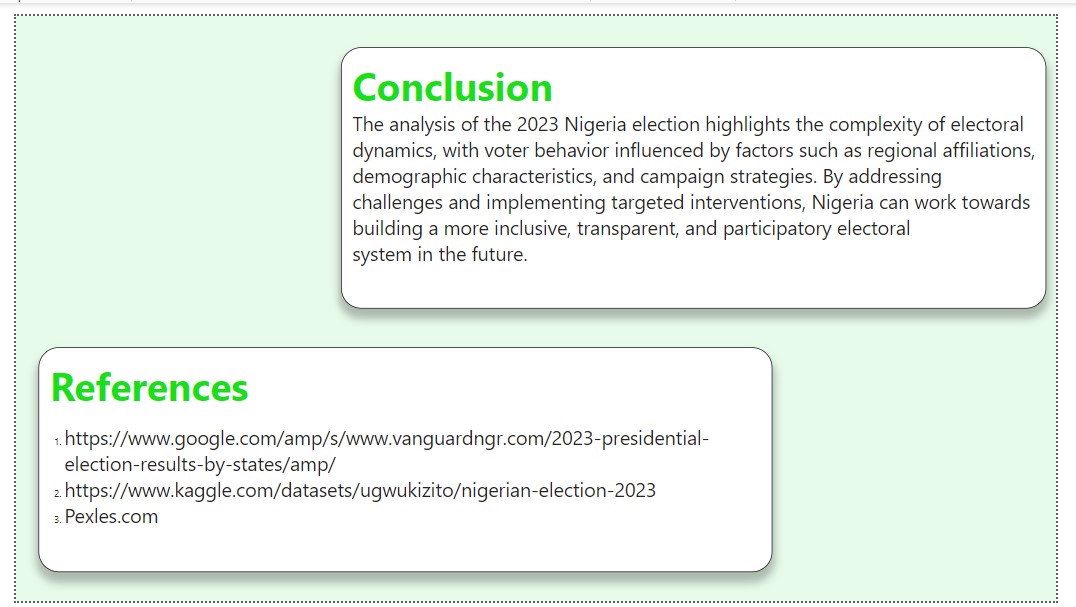 Conclusion
The analysis of the 2023 Nigeria election highlights the complexity of electoral
dynamics, with voter behavior influenced by factors such as regional affiliations,
demographic characteristics, and campaign strategies. By addressing
challenges and implementing targeted interventions, Nigeria can work towards
building a more inclusive, transparent, and participatory electoral
system in the future.
References
1. https://www.google.com/amp/s/www.vanguardngr.com/2023-presidential-
election-results-by-states/amp/
2. https://www.kaggle.com/datasets/ugwukizito/nigerian-election-2023
3. Pexles.com